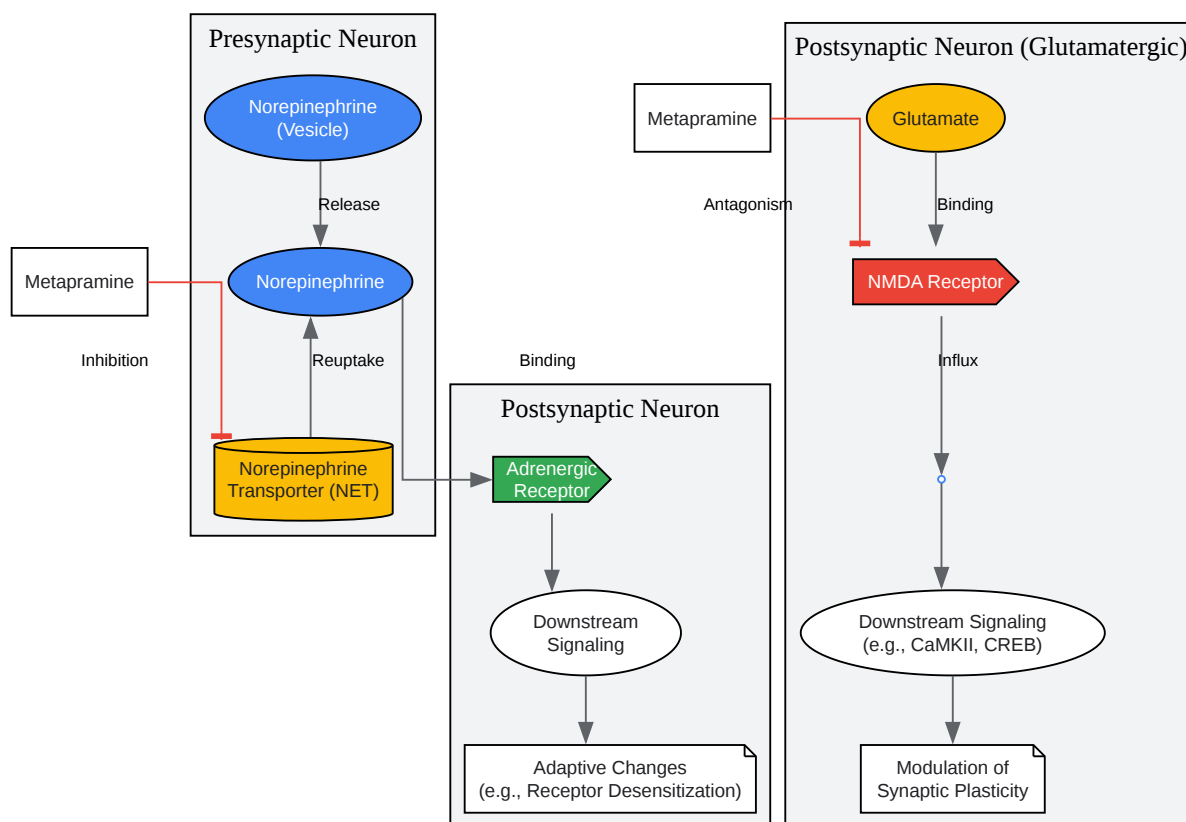 Presynaptic Neuron
Norepinephrine
(Vesicle)
Release
Metapramine
Norepinephrine
Inhibition
Reuptake
Norepinephrine
Transporter (NET)
Binding
Postsynaptic Neuron
Adrenergic
Receptor
Downstream
Signaling
Adaptive Changes
(e.g., Receptor Desensitization)
Postsynaptic Neuron (Glutamatergic)
Metapramine
Glutamate
Antagonism
Binding
NMDA Receptor
Influx
Downstream Signaling
(e.g., CaMKII, CREB)
Modulation of
Synaptic Plasticity